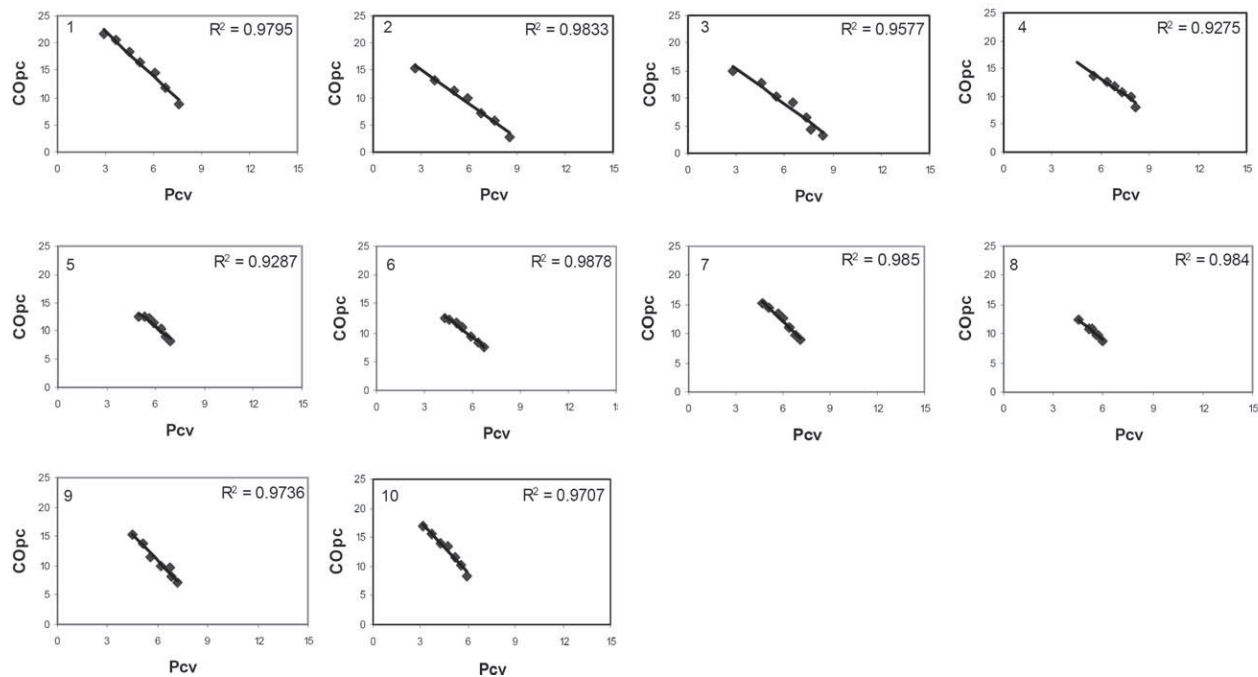 1 R² = 0.9795
25
20
15
10
5
0
COpc
0 3 6 9 12 15
Pcv
2 R² = 0.9833
25
20
15
10
5
0
COpc
0 3 6 9 12 15
Pcv
3 R² = 0.9577
25
20
15
10
5
0
COpc
0 3 6 9 12 15
Pcv
4 R² = 0.9275
25
20
15
10
5
0
COpc
0 3 6 9 12 15
Pcv
5 R² = 0.9287
25
20
15
10
5
0
COpc
0 3 6 9 12 15
Pcv
6 R² = 0.9878
25
20
15
10
5
0
COpc
0 3 6 9 12
Pcv
7 R² = 0.985
25
20
15
10
5
0
COpc
0 3 6 9 12 15
Pcv
8 R² = 0.984
25
20
15
10
5
0
COpc
0 3 6 9 12 15
Pcv
9 R² = 0.9736
25
20
15
10
5
0
COpc
0 3 6 9 12 15
Pcv
10 R² = 0.9707
25
20
15
10
5
0
COpc
0 3 6 9 12 15
Pcv